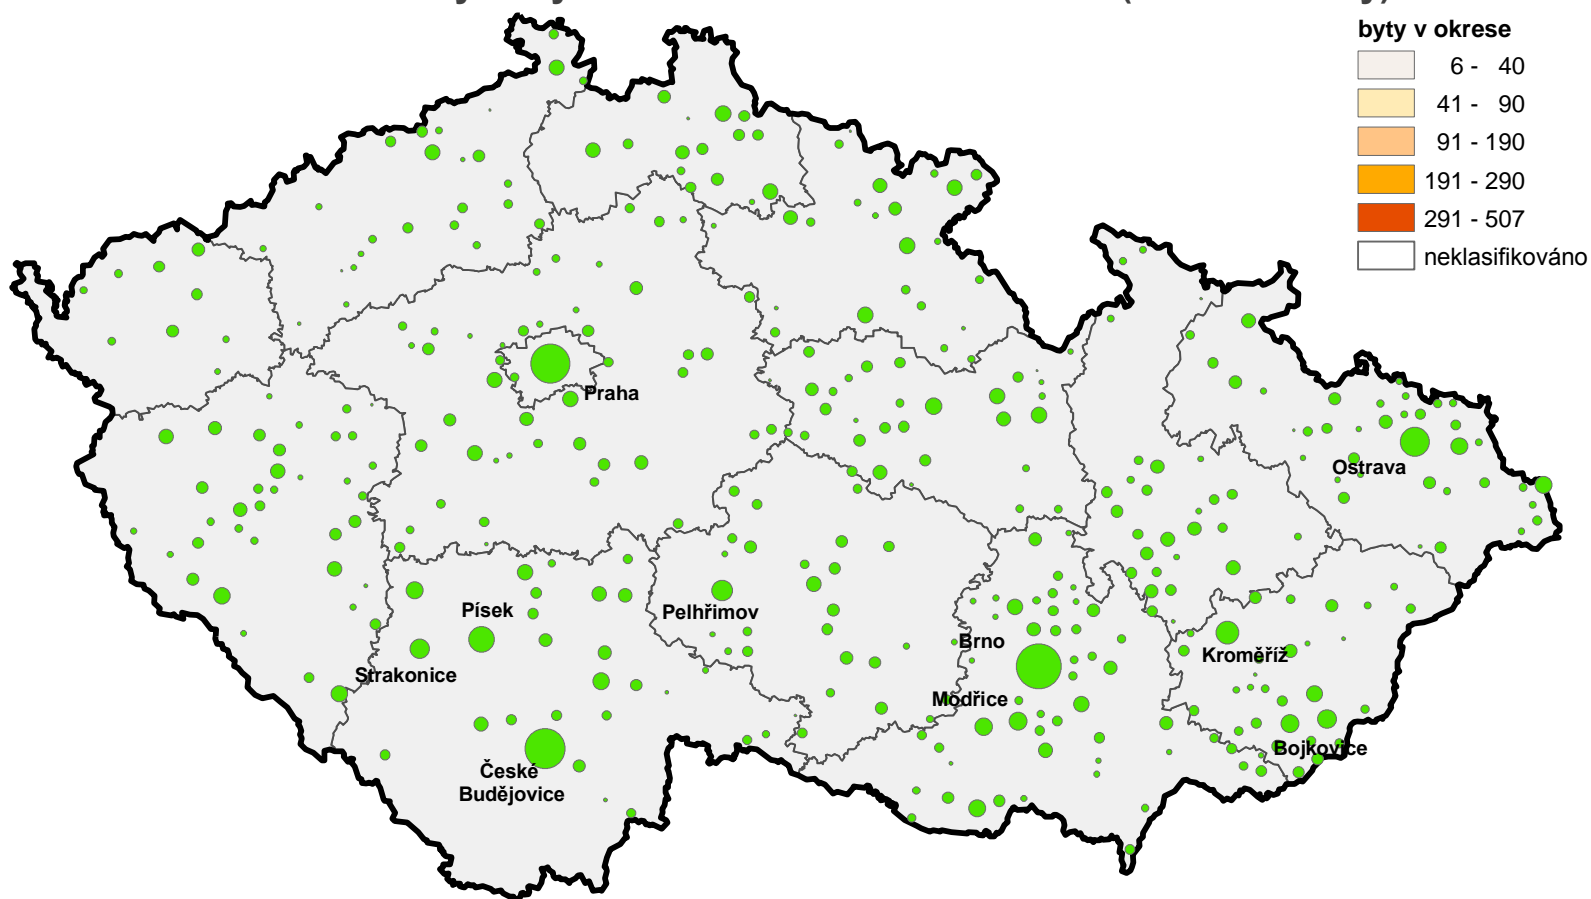 byty v okrese
6 - 40
41 - 90
91 - 190
191 - 290
291 - 507
neklasifikováno
Praha
Ostrava
Písek
Pelhřimov
Strakonice
Brno
Kroměříž
Modřice
Bojkovice
České
Budějovice